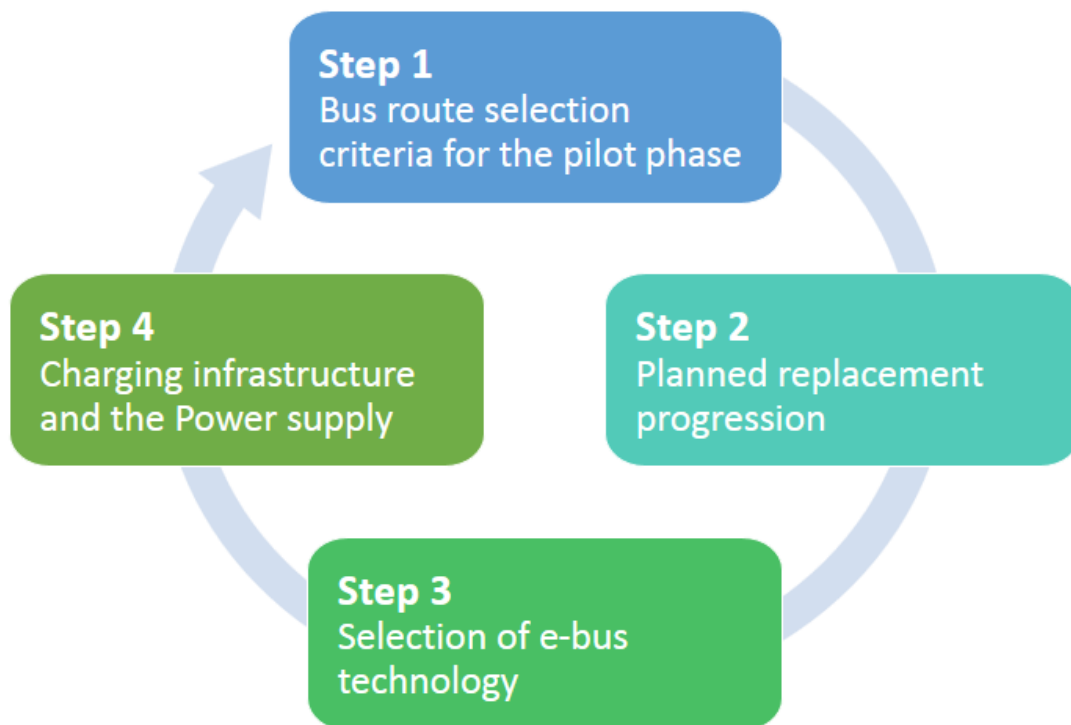 Step 1
Bus route selection
criteria for the pilot phase
Step 2
Planned replacement
progression
Step 3
Selection of e-bus
technology
Step 4
Charging infrastructure
and the Power supply